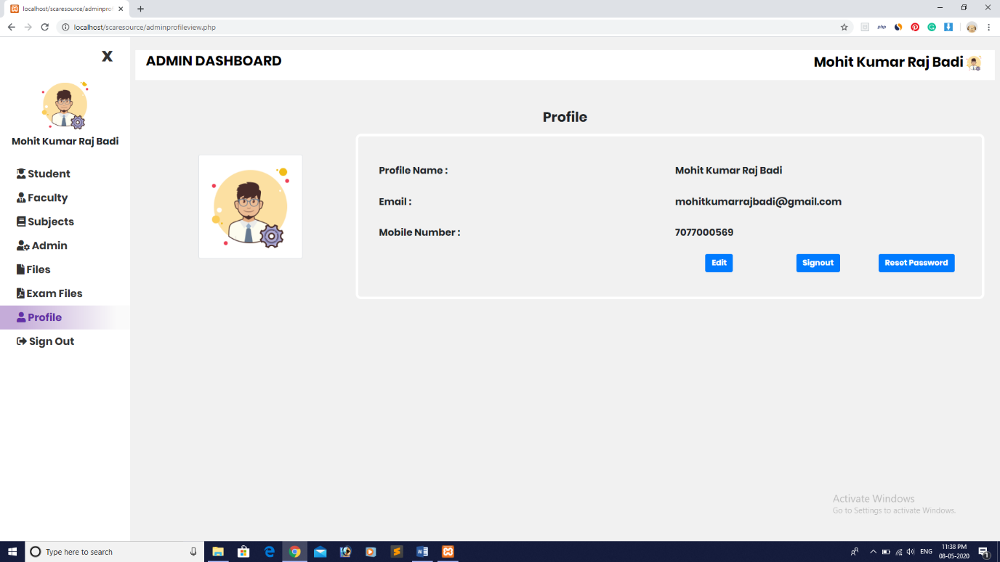 localhost/scaresource/adminprof
localhost/scaresource/adminprofileview.php
php
X
ADMIN DASHBOARD
Mohit Kumar Raj Badi
Mohit Kumar Raj Badi
Student
Faculty
Subjects
Admin
Files
Exam Files
Profile
Sign Out
Profile
Profile Name :
Mohit Kumar Raj Badi
Email :
mohitkumarrajbadi@gmail.com
Mobile Number :
7077000569
Edit
Signout
Reset Password
Activate Windows
Go to Settings to activate Windows.
Type here to search
ENG
11:38 PM
08-05-2020
1